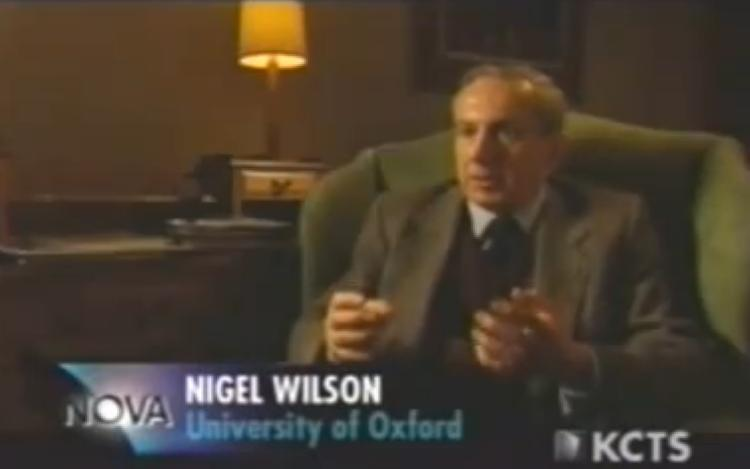 NOVA
NIGEL WILSON
University of Oxford
KCTS